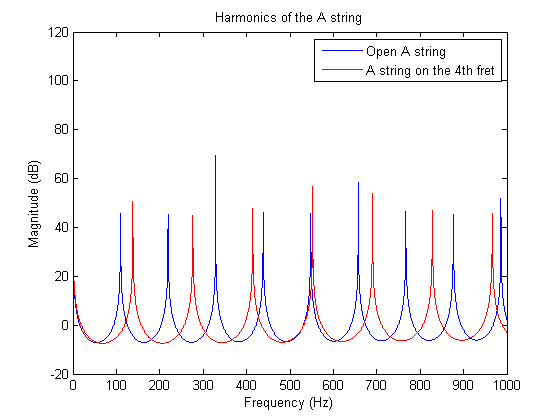 Harmonics of the A string
120
100
80
60
40
20
0
-20
Magnitude (dB)
Open A string
A string on the 4th fret
0 100 200 300 400 500 600 700 800 900 1000
Frequency (Hz)